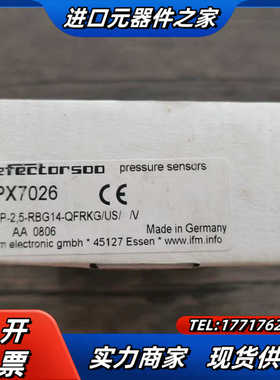 进口元器件之家
efector500 pressure sensors
PX7026
P-2,5-RBG14-QFRKG/US/ /V
AA 0806 Made in Germany
m electronic gmbh * 45127 Essen * www.ifm.info
开
票
TEL:1771762
实力商家 现货供应